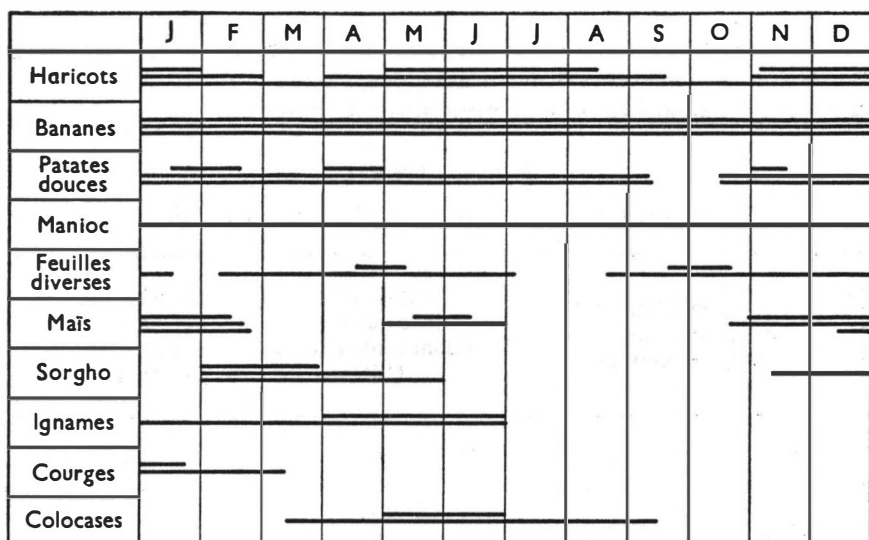 J F M A M J J A S O N D
Haricots
Bananes
Patates
douces
Manioc
Feuilles
diverses
Maïs
Sorgho
Ignames
Courges
Colocases